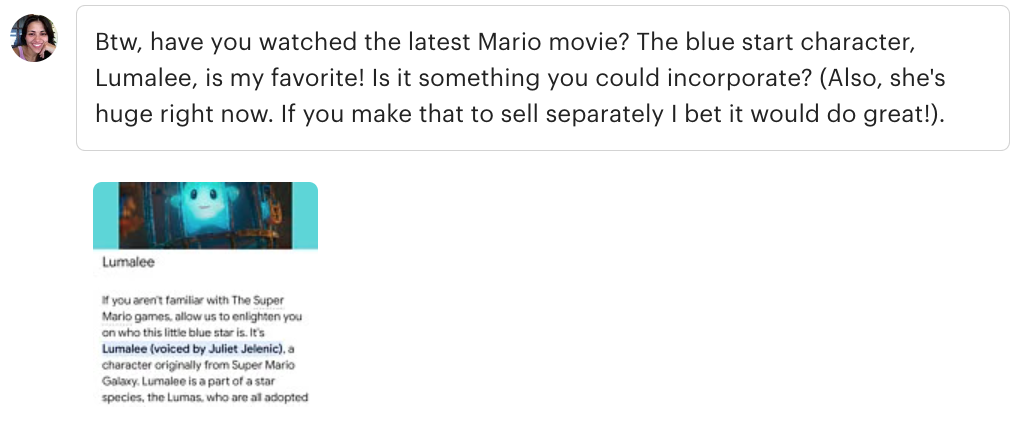 Btw, have you watched the latest Mario movie? The blue start character,
Lumalee, is my favorite! Is it something you could incorporate? (Also, she's
huge right now. If you make that to sell separately I bet it would do great!).
Lumalee
If you aren't familiar with The Super
Mario games, allow us to enlighten you
on who this little blue star is. It's
Lumalee (voiced by Juliet Jelenic), a
character originally from Super Mario
Galaxy. Lumalee is a part of a star
species, the Lumas, who are all adopted